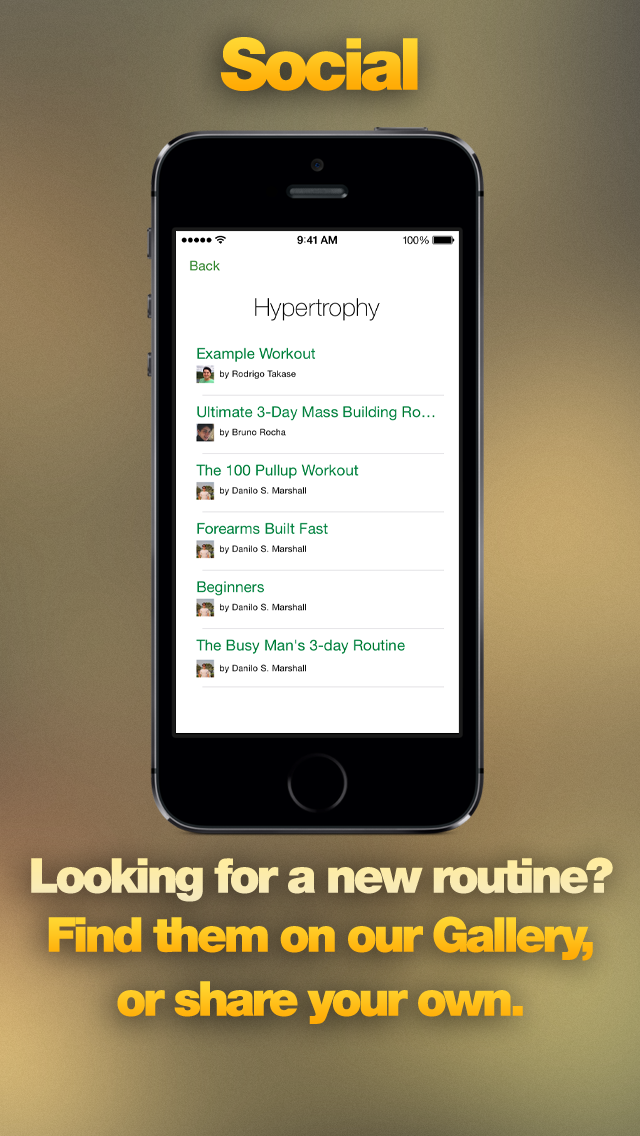 Social
9:41 AM 100%
Back
Hypertrophy
Example Workout
by Rodrigo Takase
Ultimate 3-Day Mass Building Ro…
by Bruno Rocha
The 100 Pullup Workout
by Danilo S. Marshall
Forearms Built Fast
by Danilo S. Marshall
Beginners
by Danilo S. Marshall
The Busy Man's 3-day Routine
by Danilo S. Marshall
Looking for a new routine?
Find them on our Gallery,
or share your own.